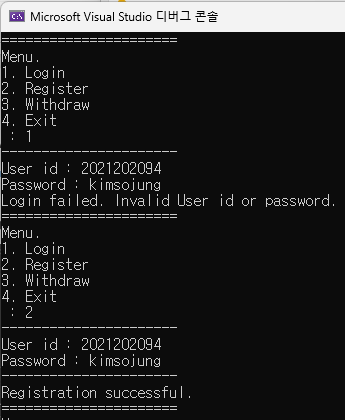 Microsoft Visual Studio 디버그 콘솔
======================
Menu.
1. Login
2. Register
3. Withdraw
4. Exit
 : 1
----------------------
User id : 2021202094
Password : kimsojung
Login failed. Invalid User id or password.
======================
Menu.
1. Login
2. Register
3. Withdraw
4. Exit
 : 2
----------------------
User id : 2021202094
Password : kimsojung
----------------------
Registration successful.
======================